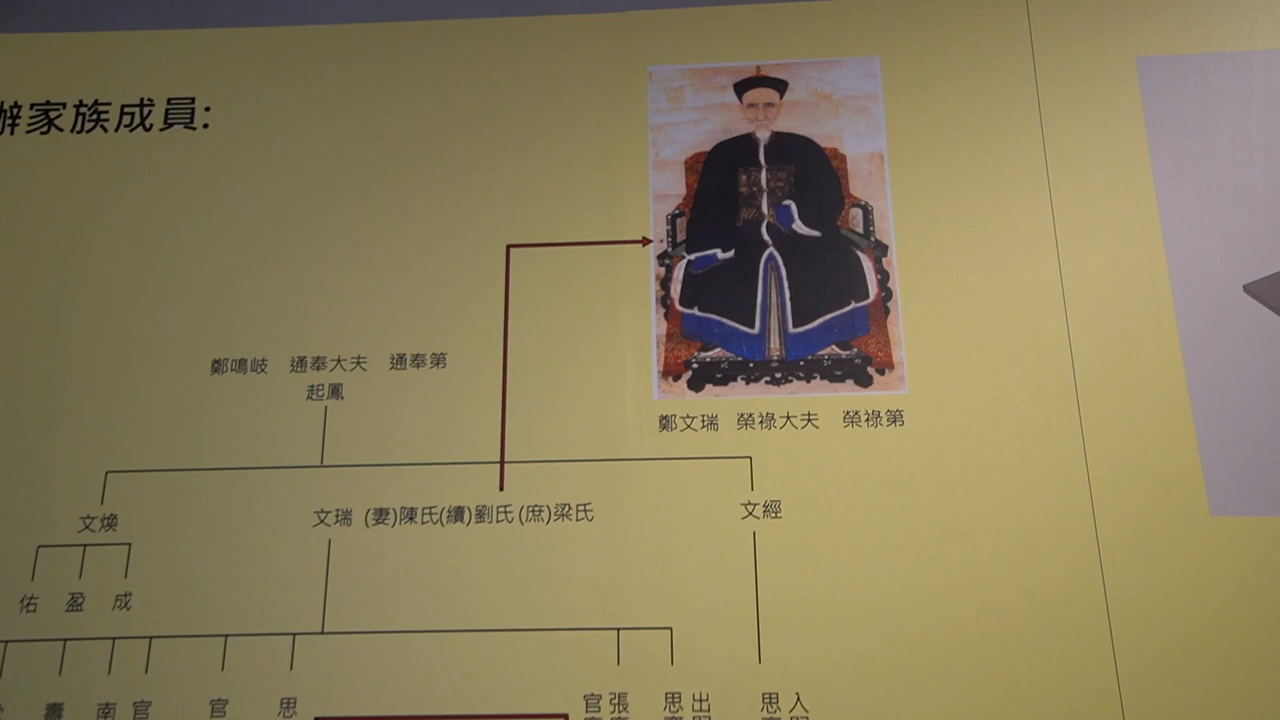 辦家族成員:
鄭鳴岐 通奉大夫 通奉第
起鳳
鄭文瑞 榮祿大夫 榮祿第
文煥
文瑞 (妻)陳氏(續)劉氏(庶)梁氏
文經
佑 盈 成
壽 南 官 官 思 官 張 思 出 思 入